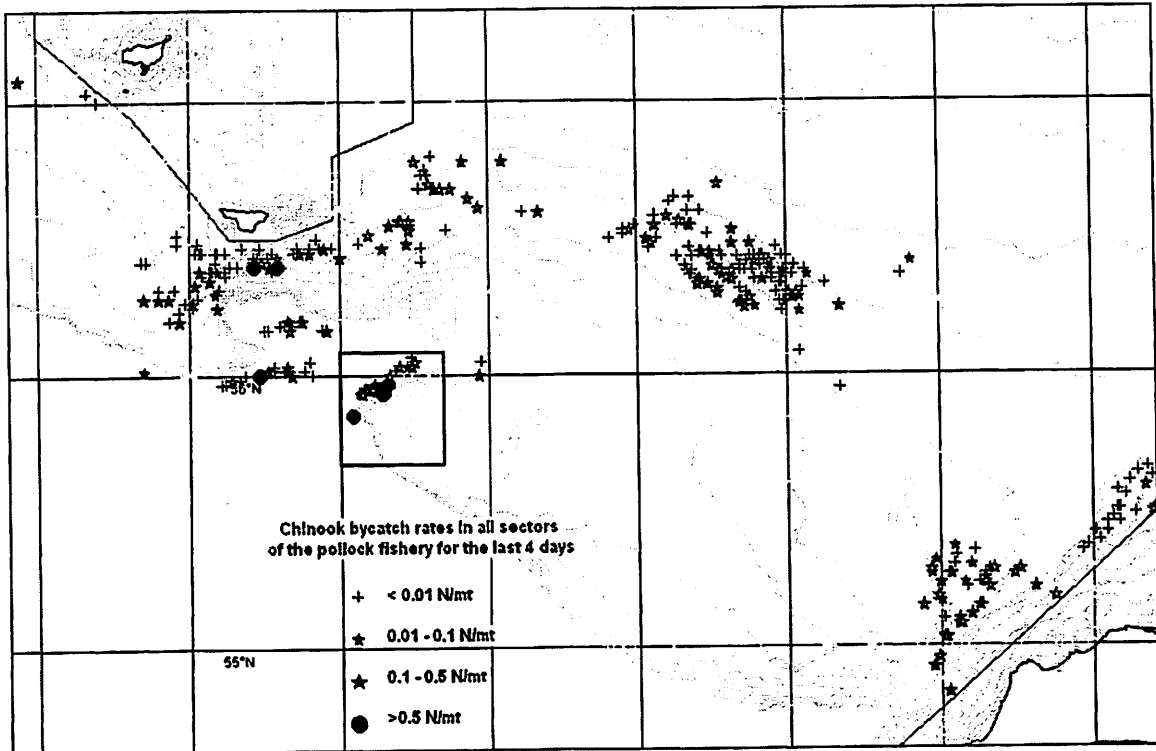 56°N
Chinook bycatch rates in all sectors
of the pollock fishery for the last 4 days
< 0.01 N/mt
0.01 - 0.1 N/mt
55°N
0.1 - 0.5 N/mt
>0.5 N/mt